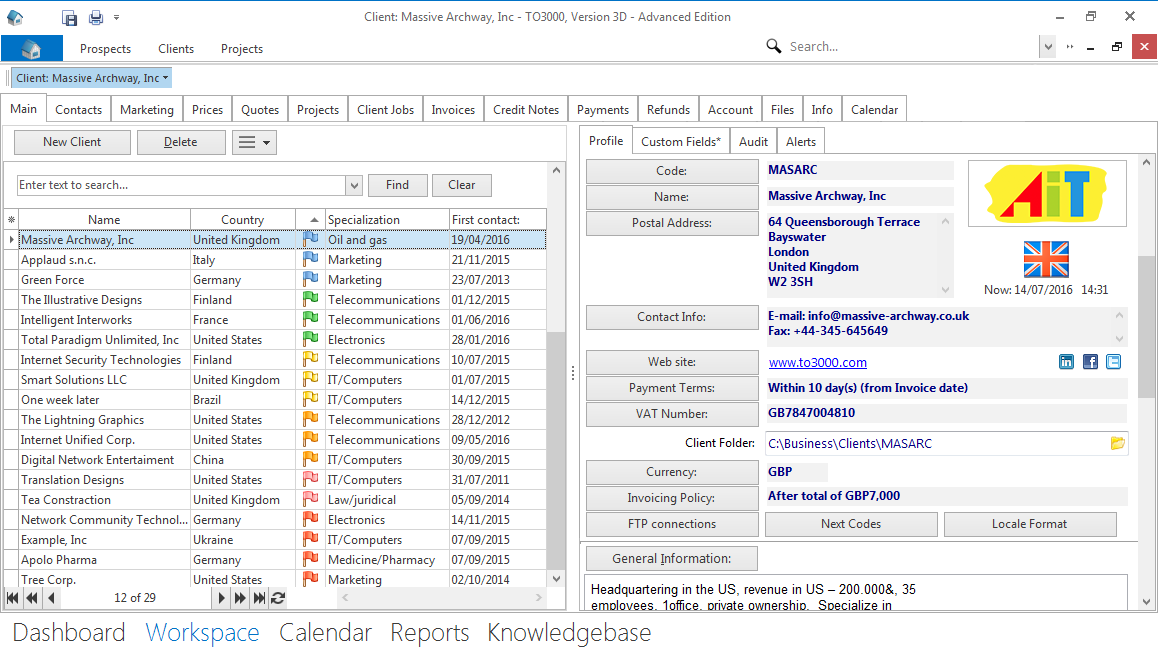 Client: Massive Archway, Inc - TO3000, Version 3D - Advanced Edition
Prospects Clients Projects Search...
Client: Massive Archway, Inc
Main Contacts Marketing Prices Quotes Projects Client Jobs Invoices Credit Notes Payments Refunds Account Files Info Calendar
New Client Delete
Enter text to search... Find Clear
Name Country Specialization First contact:
Massive Archway, Inc United Kingdom Oil and gas 19/04/2016
Applaud s.n.c. Italy Marketing 21/11/2015
Green Force Germany Marketing 23/07/2013
The Illustrative Designs Finland Telecommunications 01/12/2015
Intelligent Interworks France Telecommunications 01/06/2016
Total Paradigm Unlimited, Inc United States Electronics 28/01/2016
Internet Security Technologies Finland Telecommunications 10/07/2015
Smart Solutions LLC United Kingdom IT/Computers 01/07/2015
One week later Brazil IT/Computers 14/12/2015
The Lightning Graphics United States Telecommunications 28/12/2012
Internet Unified Corp. United States Telecommunications 09/05/2016
Digital Network Entertaiment China IT/Computers 30/09/2015
Translation Designs United States IT/Computers 31/07/2011
Tea Constraction United Kingdom Law/juridical 05/09/2014
Network Community Technol... Germany Electronics 14/11/2015
Example, Inc Ukraine IT/Computers 07/09/2015
Apolo Pharma Germany Medicine/Pharmacy 07/09/2015
Tree Corp. United States Marketing 02/10/2014
12 of 29
Profile Custom Fields* Audit Alerts
Code: MASARC
Name: Massive Archway, Inc
Postal Address: 64 Queensborough Terrace
Bayswater
London
United Kingdom
W2 3SH
AiT
Now: 14/07/2016 14:31
Contact Info: E-mail: info@massive-archway.co.uk
Fax: +44-345-645649
Web site: www.to3000.com
Payment Terms: Within 10 day(s) (from Invoice date)
VAT Number: GB7847004810
Client Folder: C:\Business\Clients\MASARC
Currency: GBP
Invoicing Policy: After total of GBP7,000
FTP connections Next Codes Locale Format
General Information:
Headquartering in the US, revenue in US – 200.000&, 35
employees, 1office, private ownership. Specialize in
Dashboard Workspace Calendar Reports Knowledgebase